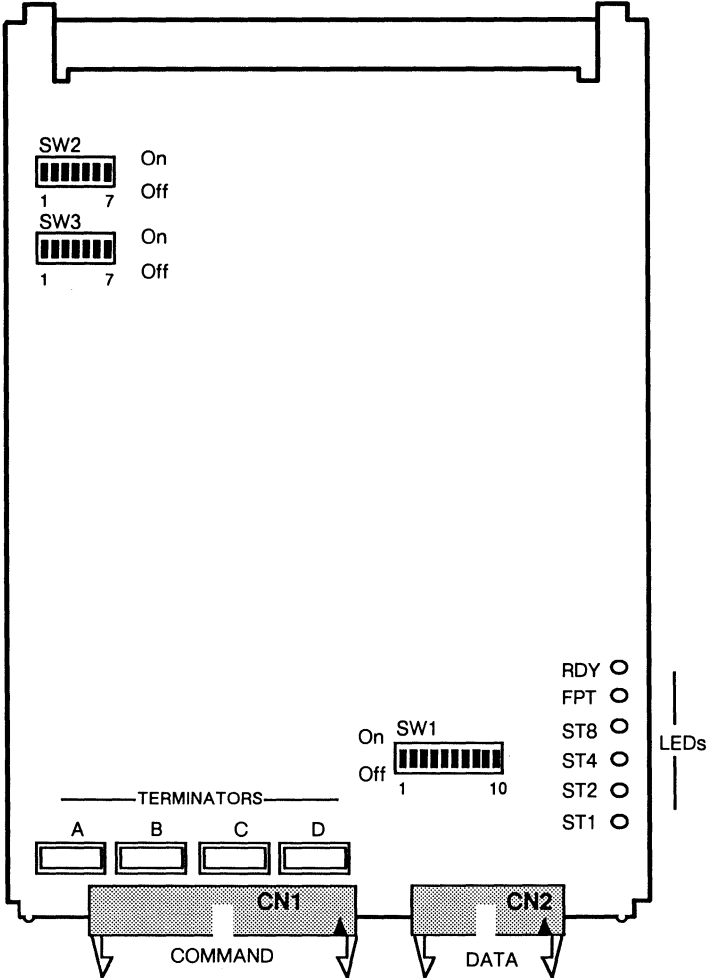 SW2
On
Off
1 7
SW3
On
Off
1 7
RDY
FPT
ST8
ST4
ST2
ST1
LEDs
On
SW1
Off
1 10
TERMINATORS
A B C D
CN1
CN2
COMMAND
DATA